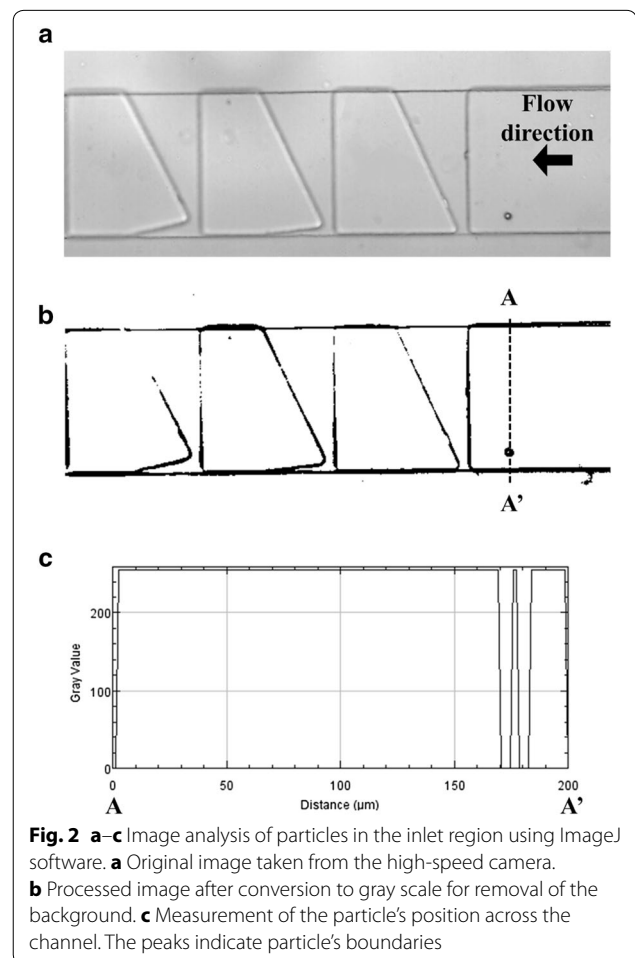 a
Flow
direction
b
A
A’
c
Gray Value
200
100
0
0 50 100 150 200
A Distance (µm) A’
Fig. 2 a–c Image analysis of particles in the inlet region using ImageJ
software. a Original image taken from the high-speed camera.
b Processed image after conversion to gray scale for removal of the
background. c Measurement of the particle’s position across the
channel. The peaks indicate particle’s boundaries